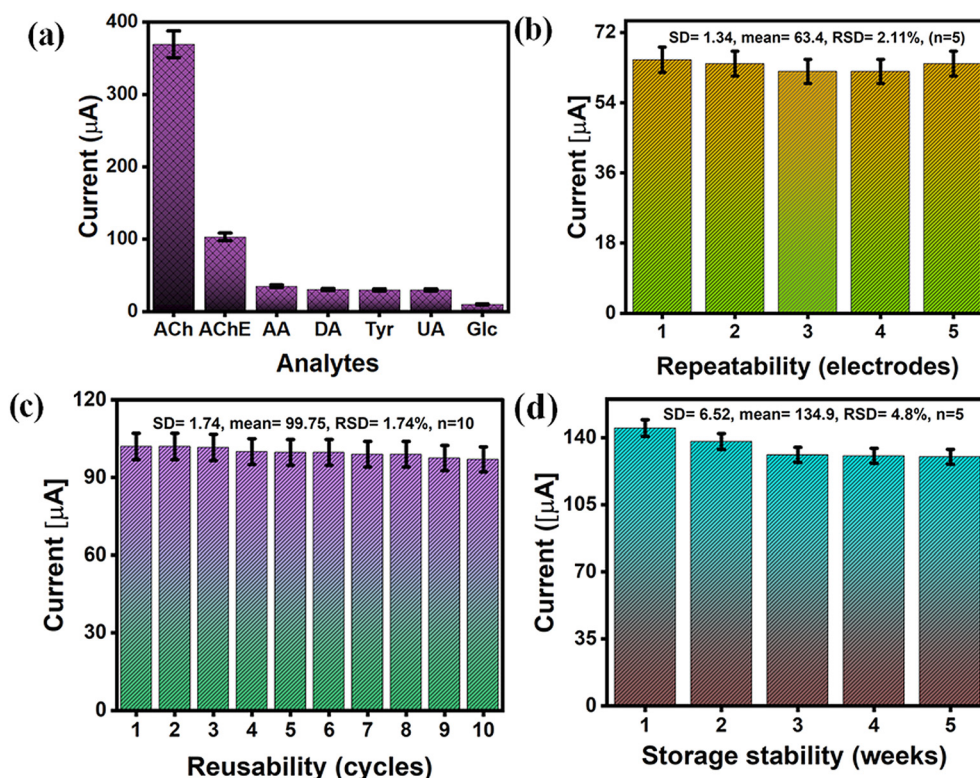 (a)
400
300
200
100
0
Current (μA)
ACh AChE AA DA Tyr UA Glc
Analytes
(b)
SD= 1.34, mean= 63.4, RSD= 2.11%, (n=5)
72
54
36
18
0
Current [μA]
1 2 3 4 5
Repeatability (electrodes)
(c)
SD= 1.74, mean= 99.75, RSD= 1.74%, n=10
120
90
60
30
0
Current [μA]
1 2 3 4 5 6 7 8 9 10
Reusability (cycles)
(d)
SD= 6.52, mean= 134.9, RSD= 4.8%, n=5
140
105
70
35
0
Current ([μA]
1 2 3 4 5
Storage stability (weeks)